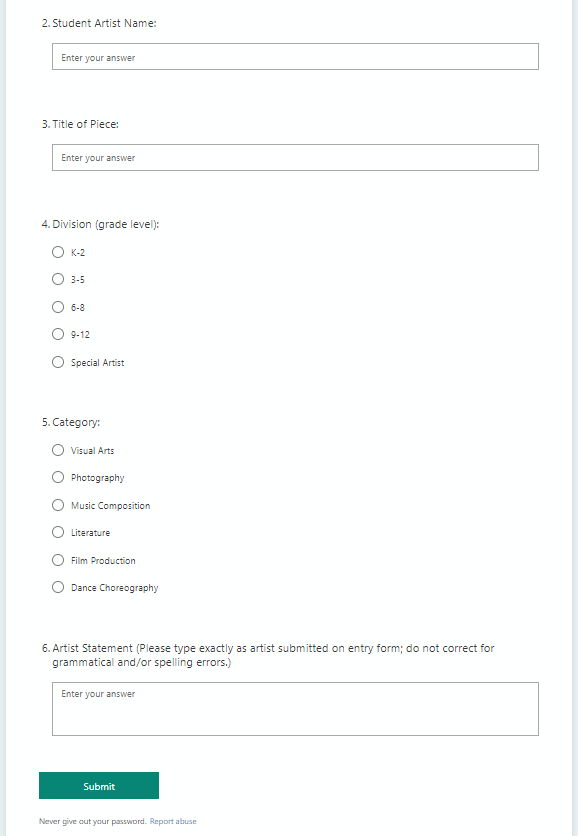 2. Student Artist Name:
Enter your answer
3. Title of Piece:
Enter your answer
4. Division (grade level):
K-2
3-5
6-8
9-12
Special Artist
5. Category:
Visual Arts
Photography
Music Composition
Literature
Film Production
Dance Choreography
6. Artist Statement (Please type exactly as artist submitted on entry form; do not correct for
grammatical and/or spelling errors.)
Enter your answer
Submit
Never give out your password. Report abuse